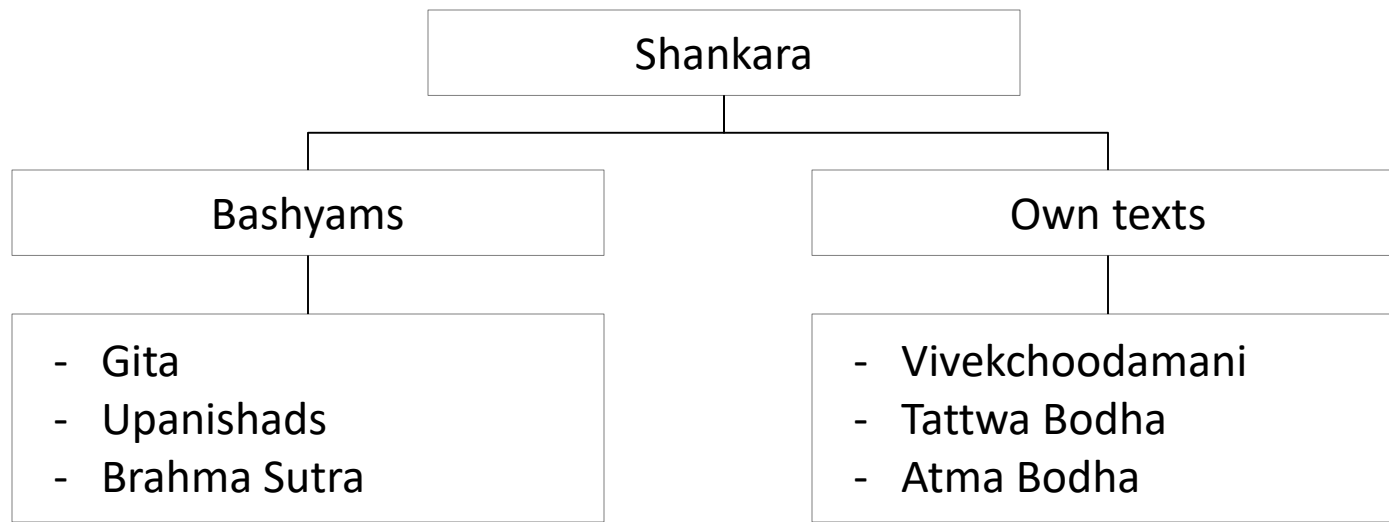 Shankara
Bashyams
Own texts
- Gita
- Upanishads
- Brahma Sutra
- Vivekchoodamani
- Tattwa Bodha
- Atma Bodha